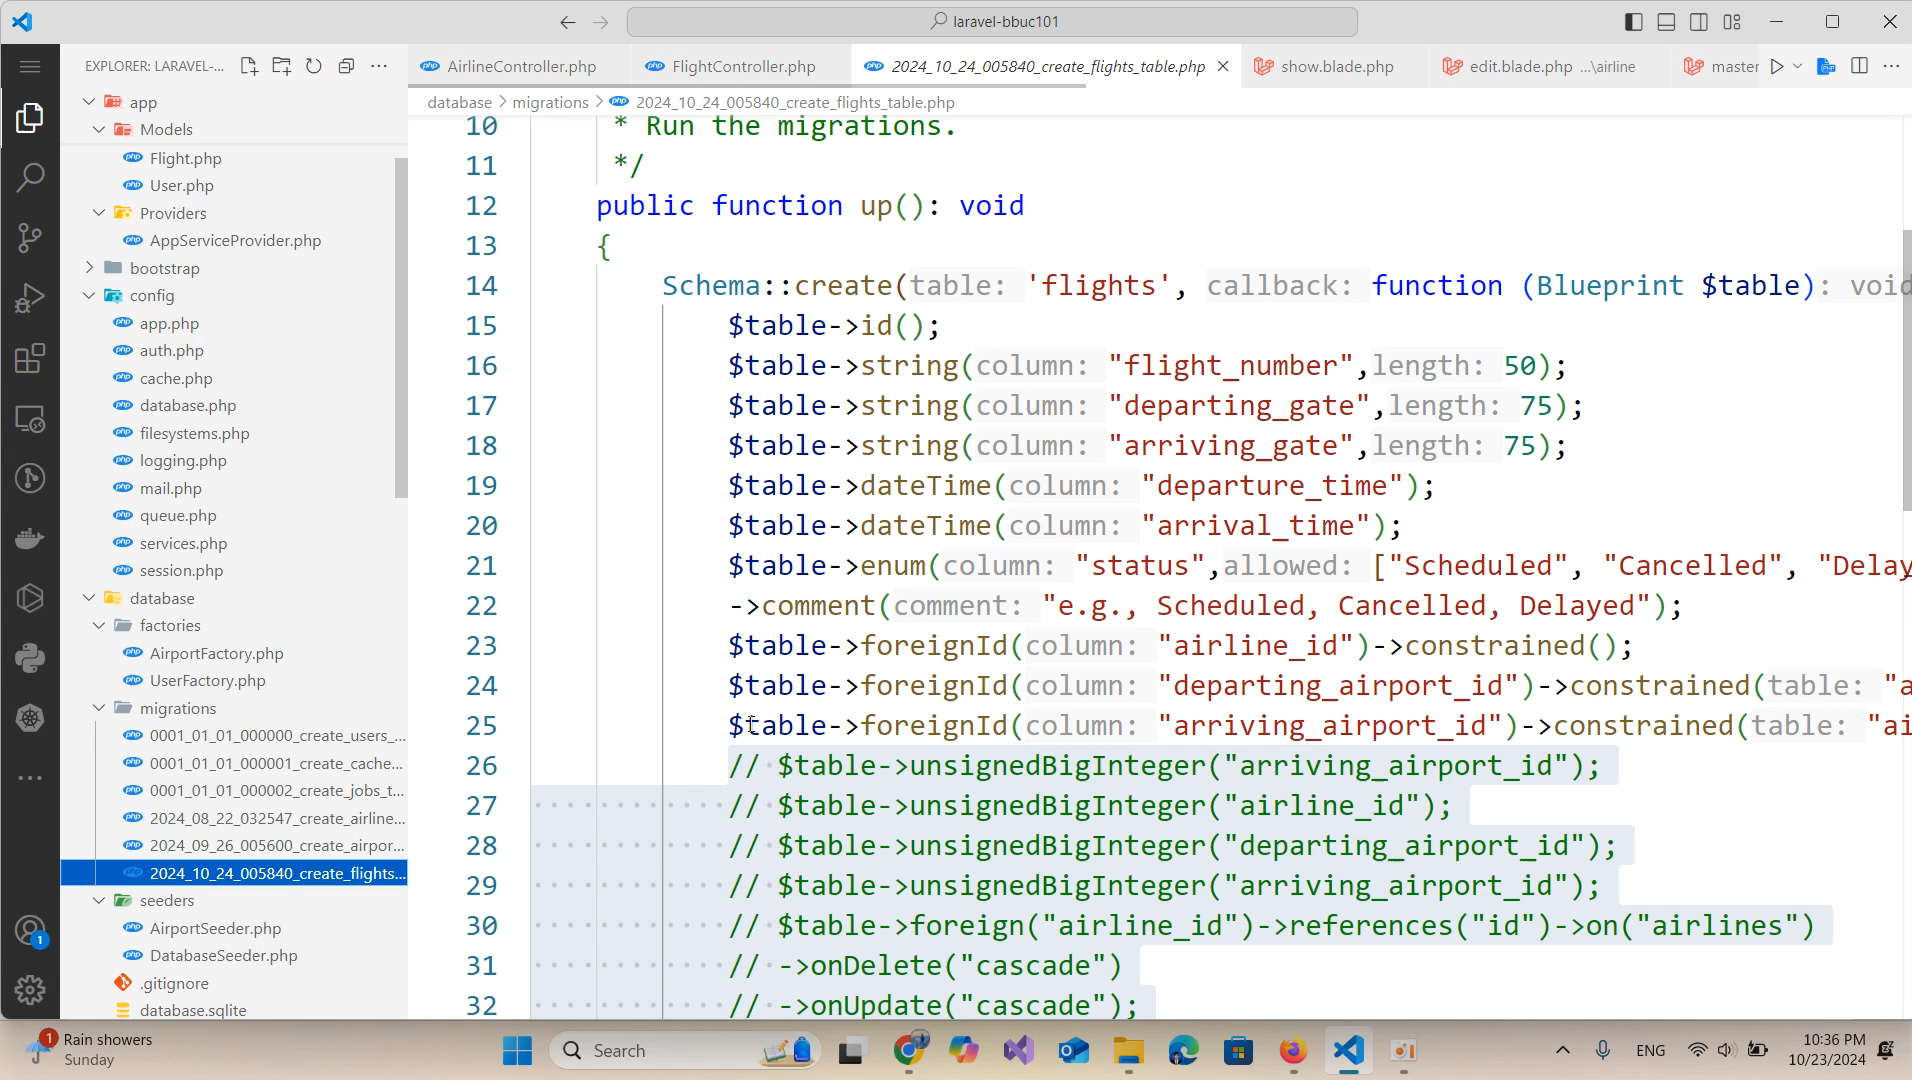 laravel-bbuc101
EXPLORER: LARAVEL-...
app
Models
Flight.php
User.php
Providers
AppServiceProvider.php
bootstrap
config
app.php
auth.php
cache.php
database.php
filesystems.php
logging.php
mail.php
queue.php
services.php
session.php
database
factories
AirportFactory.php
UserFactory.php
migrations
0001_01_01_000000_create_users_...
0001_01_01_000001_create_cache...
0001_01_01_000002_create_jobs_t...
2024_08_22_032547_create_airline...
2024_09_26_005600_create_airpor...
2024_10_24_005840_create_flights...
seeders
AirportSeeder.php
DatabaseSeeder.php
.gitignore
database.sqlite
1
AirlineController.php
FlightController.php
2024_10_24_005840_create_flights_table.php
show.blade.php
edit.blade.php ...\airline
master
database > migrations > 2024_10_24_005840_create_flights_table.php
10 * Run the migrations.
11 */
12 public function up(): void
13 {
14 Schema::create(table: 'flights', callback: function (Blueprint $table): void
15 $table->id();
16 $table->string(column: "flight_number",length: 50);
17 $table->string(column: "departing_gate",length: 75);
18 $table->string(column: "arriving_gate",length: 75);
19 $table->dateTime(column: "departure_time");
20 $table->dateTime(column: "arrival_time");
21 $table->enum(column: "status",allowed: ["Scheduled", "Cancelled", "Delay
22 ->comment(comment: "e.g., Scheduled, Cancelled, Delayed");
23 $table->foreignId(column: "airline_id")->constrained();
24 $table->foreignId(column: "departing_airport_id")->constrained(table: "a
25 $table->foreignId(column: "arriving_airport_id")->constrained(table: "ai
26 // $table->unsignedBigInteger("arriving_airport_id");
27 // $table->unsignedBigInteger("airline_id");
28 // $table->unsignedBigInteger("departing_airport_id");
29 // $table->unsignedBigInteger("arriving_airport_id");
30 // $table->foreign("airline_id")->references("id")->on("airlines")
31 // ->onDelete("cascade")
32 // ->onUpdate("cascade");
1
Rain showers
Sunday
Search
ENG
10:36 PM
10/23/2024